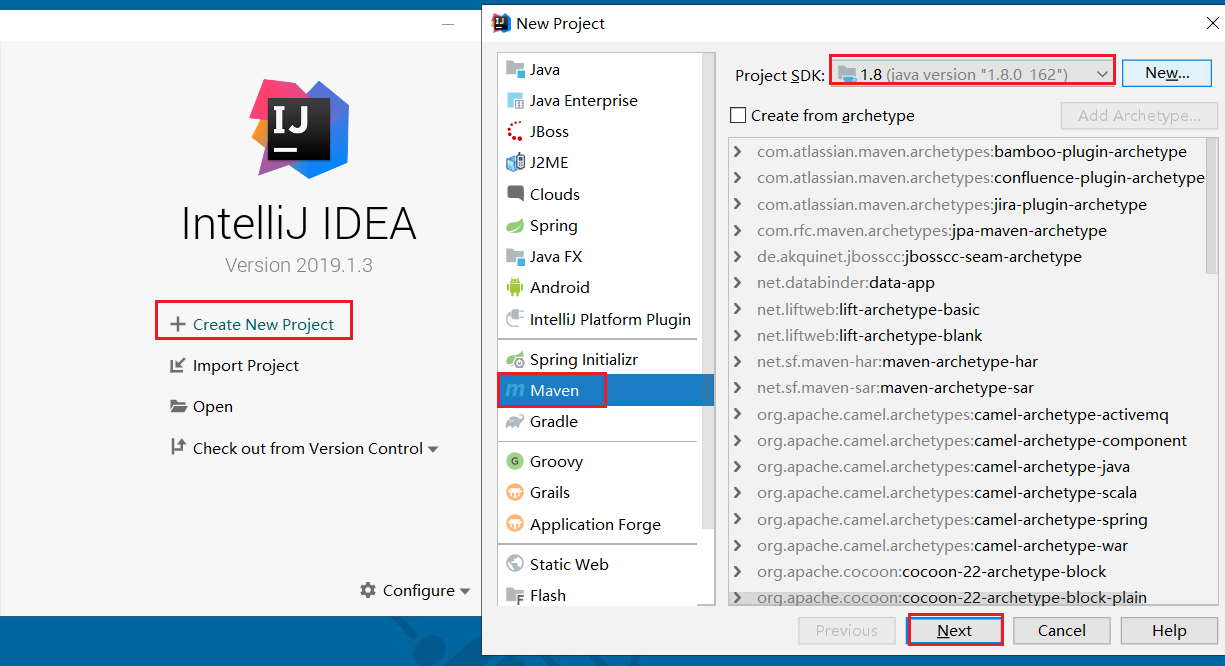 IJ
IntelliJ IDEA
Version 2019.1.3
Create New Project
Import Project
Open
Check out from Version Control
Configure
IJ New Project
Java
Java Enterprise
JBoss
J2ME
Clouds
Spring
Java FX
Android
IntelliJ Platform Plugin
Spring Initializr
m Maven
Gradle
G Groovy
Grails
Application Forge
Static Web
F Flash
Project SDK: 1.8 (java version "1.8.0_162") New...
Create from archetype Add Archetype...
com.atlassian.maven.archetypes:bamboo-plugin-archetype
com.atlassian.maven.archetypes:confluence-plugin-archetype
com.atlassian.maven.archetypes:jira-plugin-archetype
com.rfc.maven.archetypes:jpa-maven-archetype
de.akquinet.jbosscc:jbosscc-seam-archetype
net.databinder:data-app
net.liftweb:lift-archetype-basic
net.liftweb:lift-archetype-blank
net.sf.maven-har:maven-archetype-har
net.sf.maven-sar:maven-archetype-sar
org.apache.camel.archetypes:camel-archetype-activemq
org.apache.camel.archetypes:camel-archetype-component
org.apache.camel.archetypes:camel-archetype-java
org.apache.camel.archetypes:camel-archetype-scala
org.apache.camel.archetypes:camel-archetype-spring
org.apache.camel.archetypes:camel-archetype-war
org.apache.cocoon:cocoon-22-archetype-block
org.apache.cocoon:cocoon-22-archetype-block-plain
Previous Next Cancel Help